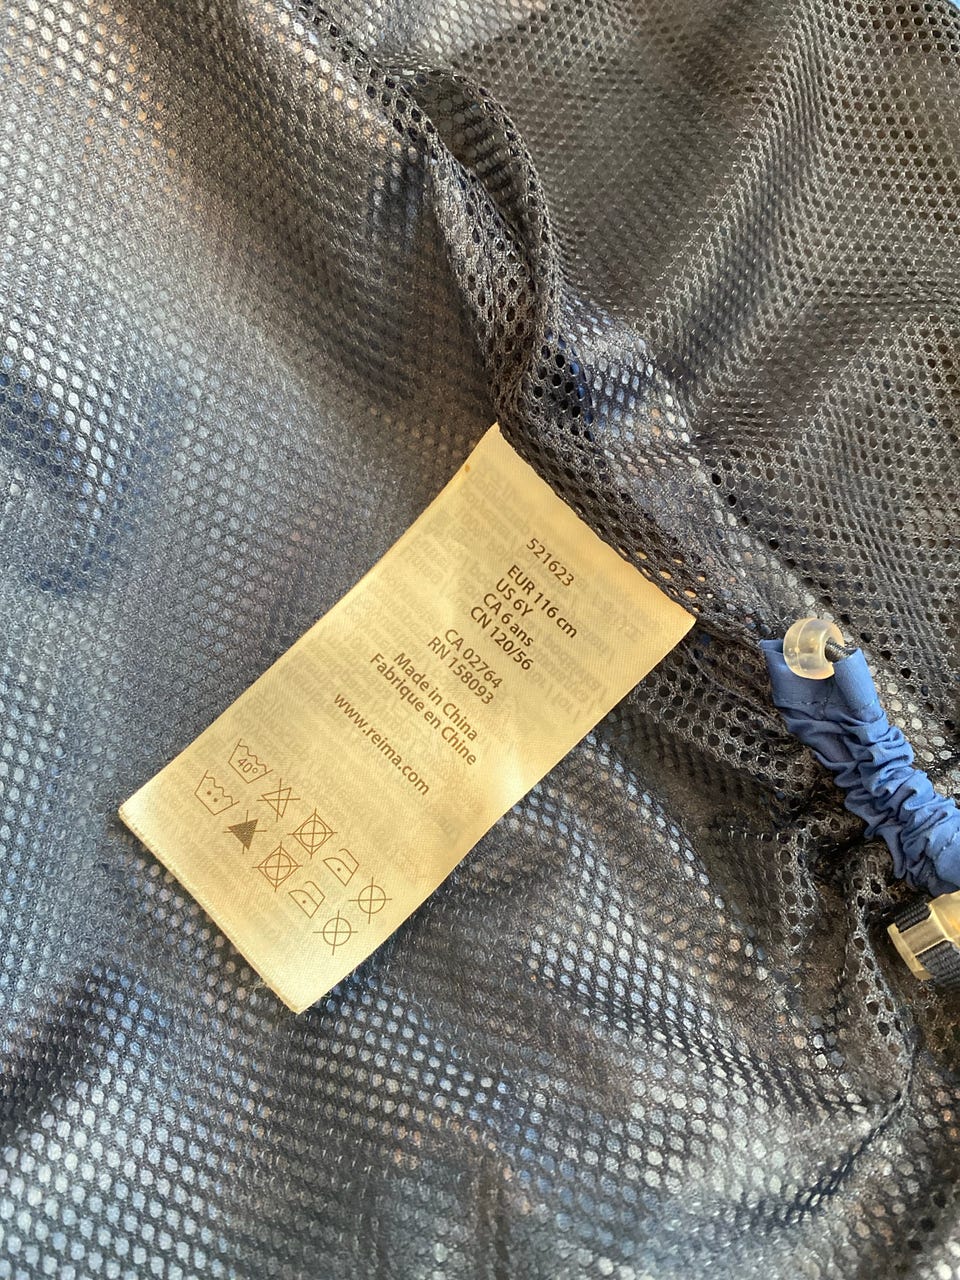 521623
EUR 116 cm
US 6Y
CA 6 ans
CN 120/56
CA 02764
RN 158093
Made in China
Fabrique en Chine
www.reima.com
40°